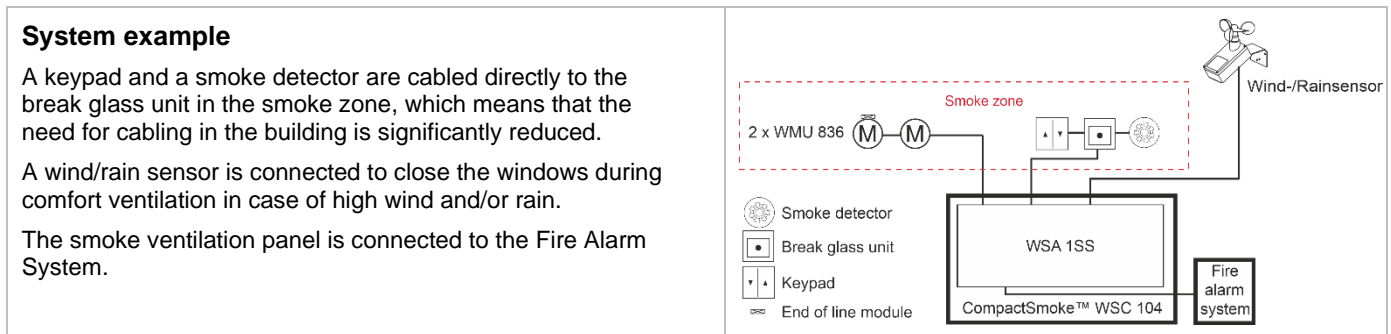 System example
A keypad and a smoke detector are cabled directly to the
break glass unit in the smoke zone, which means that the
need for cabling in the building is significantly reduced.
A wind/rain sensor is connected to close the windows during
comfort ventilation in case of high wind and/or rain.
The smoke ventilation panel is connected to the Fire Alarm
System.
Wind-/Rainsensor
Smoke zone
2 x WMU 836
M
M
Smoke detector
Break glass unit
Keypad
End of line module
WSA 1SS
CompactSmoke™ WSC 104
Fire
alarm
system